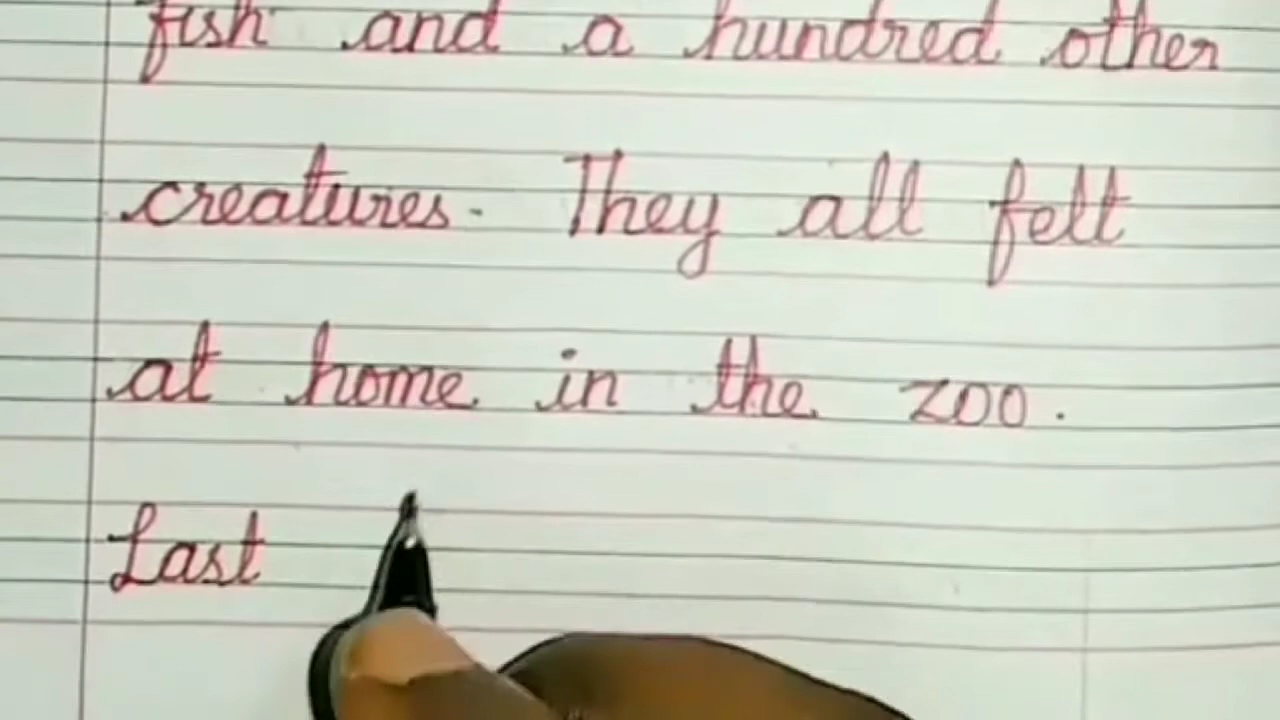 fish and a hundred other
creatures. They all felt
at home in the zoo.
Last